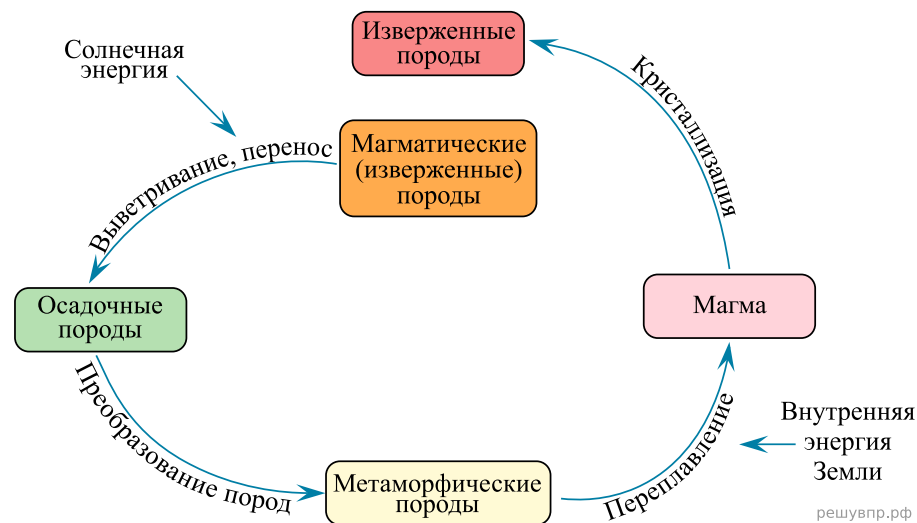 Изверженные
породы
Солнечная
энергия
Кристаллизация
Магматические
(изверженные)
породы
Выветривание, перенос
Осадочные
породы
Магма
Преобразование пород
Метаморфические
породы
Переплавление
Внутренняя
энергия
Земли
решувпр.рф